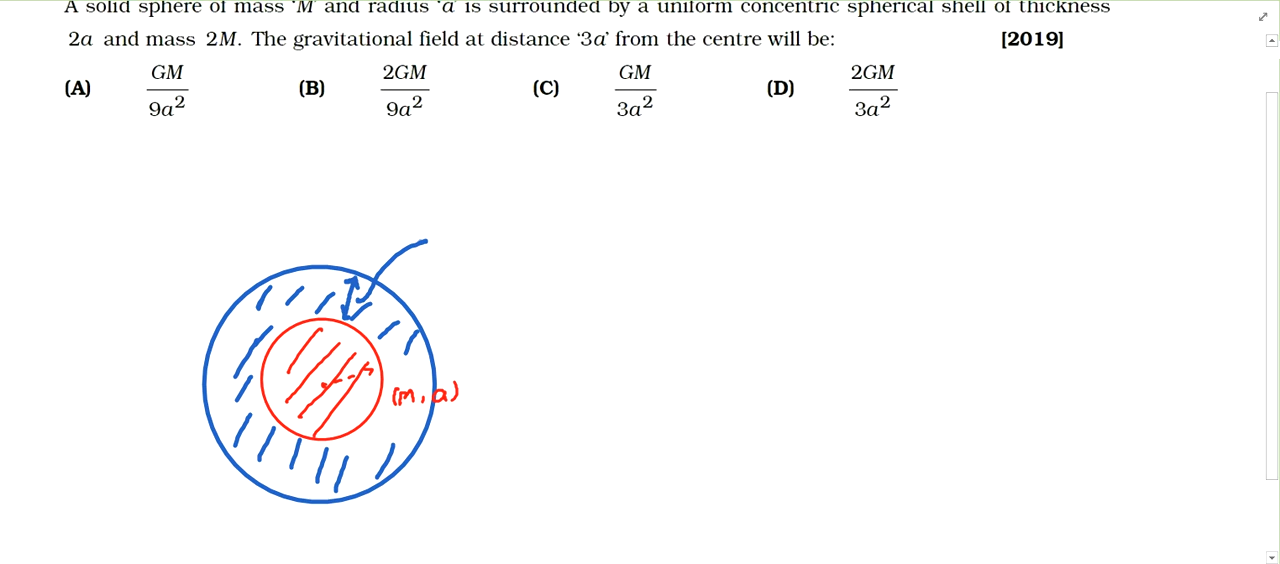 A solid sphere of mass ‘M’ and radius ‘a’ is surrounded by a uniform concentric spherical shell of thickness
2a and mass 2M. The gravitational field at distance ‘3a’ from the centre will be: [2019]
(A) GM/9a² (B) 2GM/9a² (C) GM/3a² (D) 2GM/3a²
(M, a)